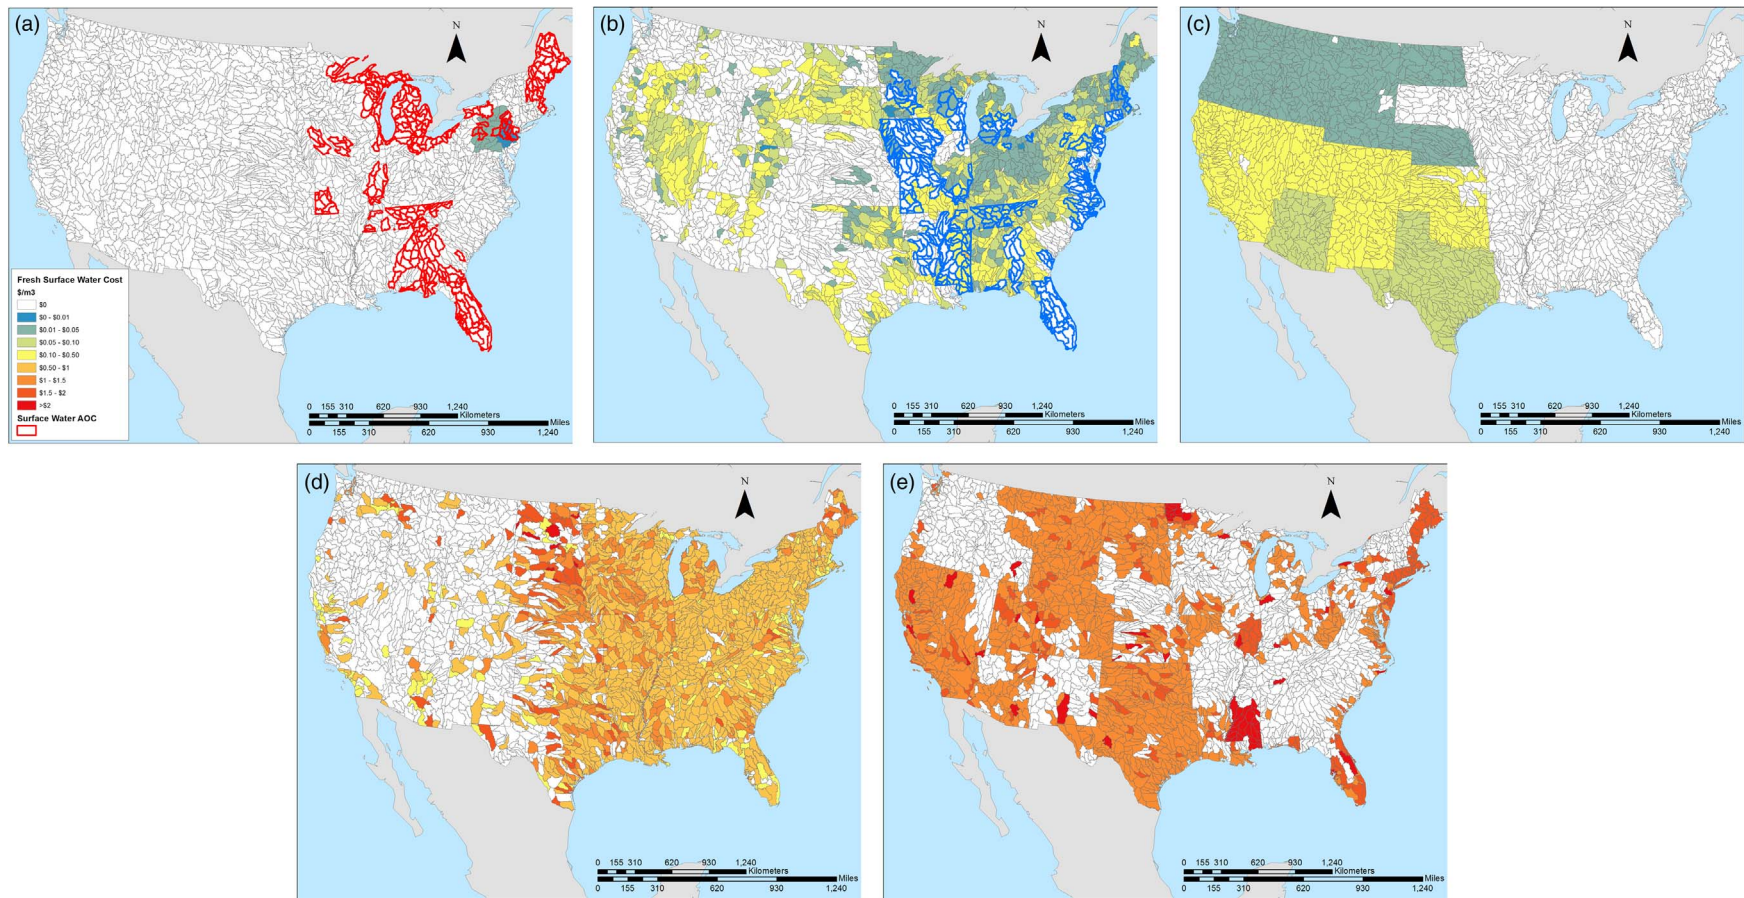 (a)
N
Fresh Surface Water Cost
$/m3
$0
$0 - $0.01
$0.01 - $0.05
$0.05 - $0.10
$0.10 - $0.50
$0.50 - $1
$1 - $1.5
$1.5 - $2
>$2
Surface Water AOC
0 155 310 620 930 1,240
Kilometers
Miles
0 155 310 620 930 1,240
(b)
N
0 155 310 620 930 1,240
Kilometers
Miles
0 155 310 620 930 1,240
(c)
N
0 155 310 620 930 1,240
Kilometers
Miles
0 155 310 620 930 1,240
(d)
N
0 155 310 620 930 1,240
Kilometers
Miles
0 155 310 620 930 1,240
(e)
N
0 155 310 620 930 1,240
Kilometers
Miles
0 155 310 620 930 1,240